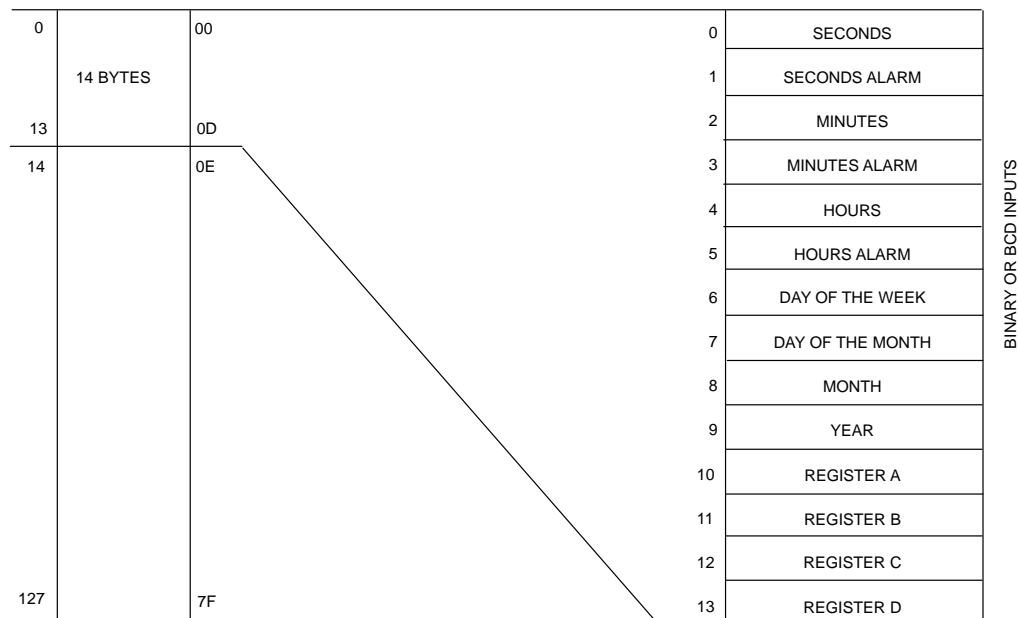 0 00
14 BYTES
13 0D
14 0E
127 7F
0 SECONDS
1 SECONDS ALARM
2 MINUTES
3 MINUTES ALARM
4 HOURS
5 HOURS ALARM
6 DAY OF THE WEEK
7 DAY OF THE MONTH
8 MONTH
9 YEAR
10 REGISTER A
11 REGISTER B
12 REGISTER C
13 REGISTER D
BINARY OR BCD INPUTS